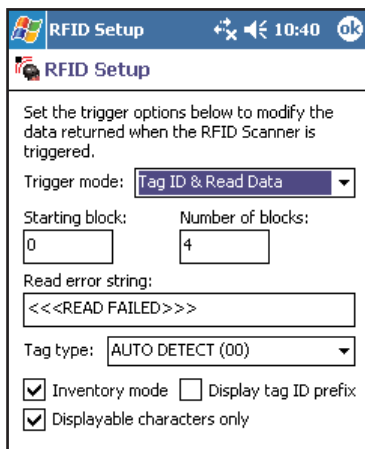 RFID Setup 10:40 ok
RFID Setup
Set the trigger options below to modify the
data returned when the RFID Scanner is
triggered.
Trigger mode: Tag ID & Read Data
Starting block: Number of blocks:
0 4
Read error string:
<<<READ FAILED>>>
Tag type: AUTO DETECT (00)
Inventory mode Display tag ID prefix
Displayable characters only